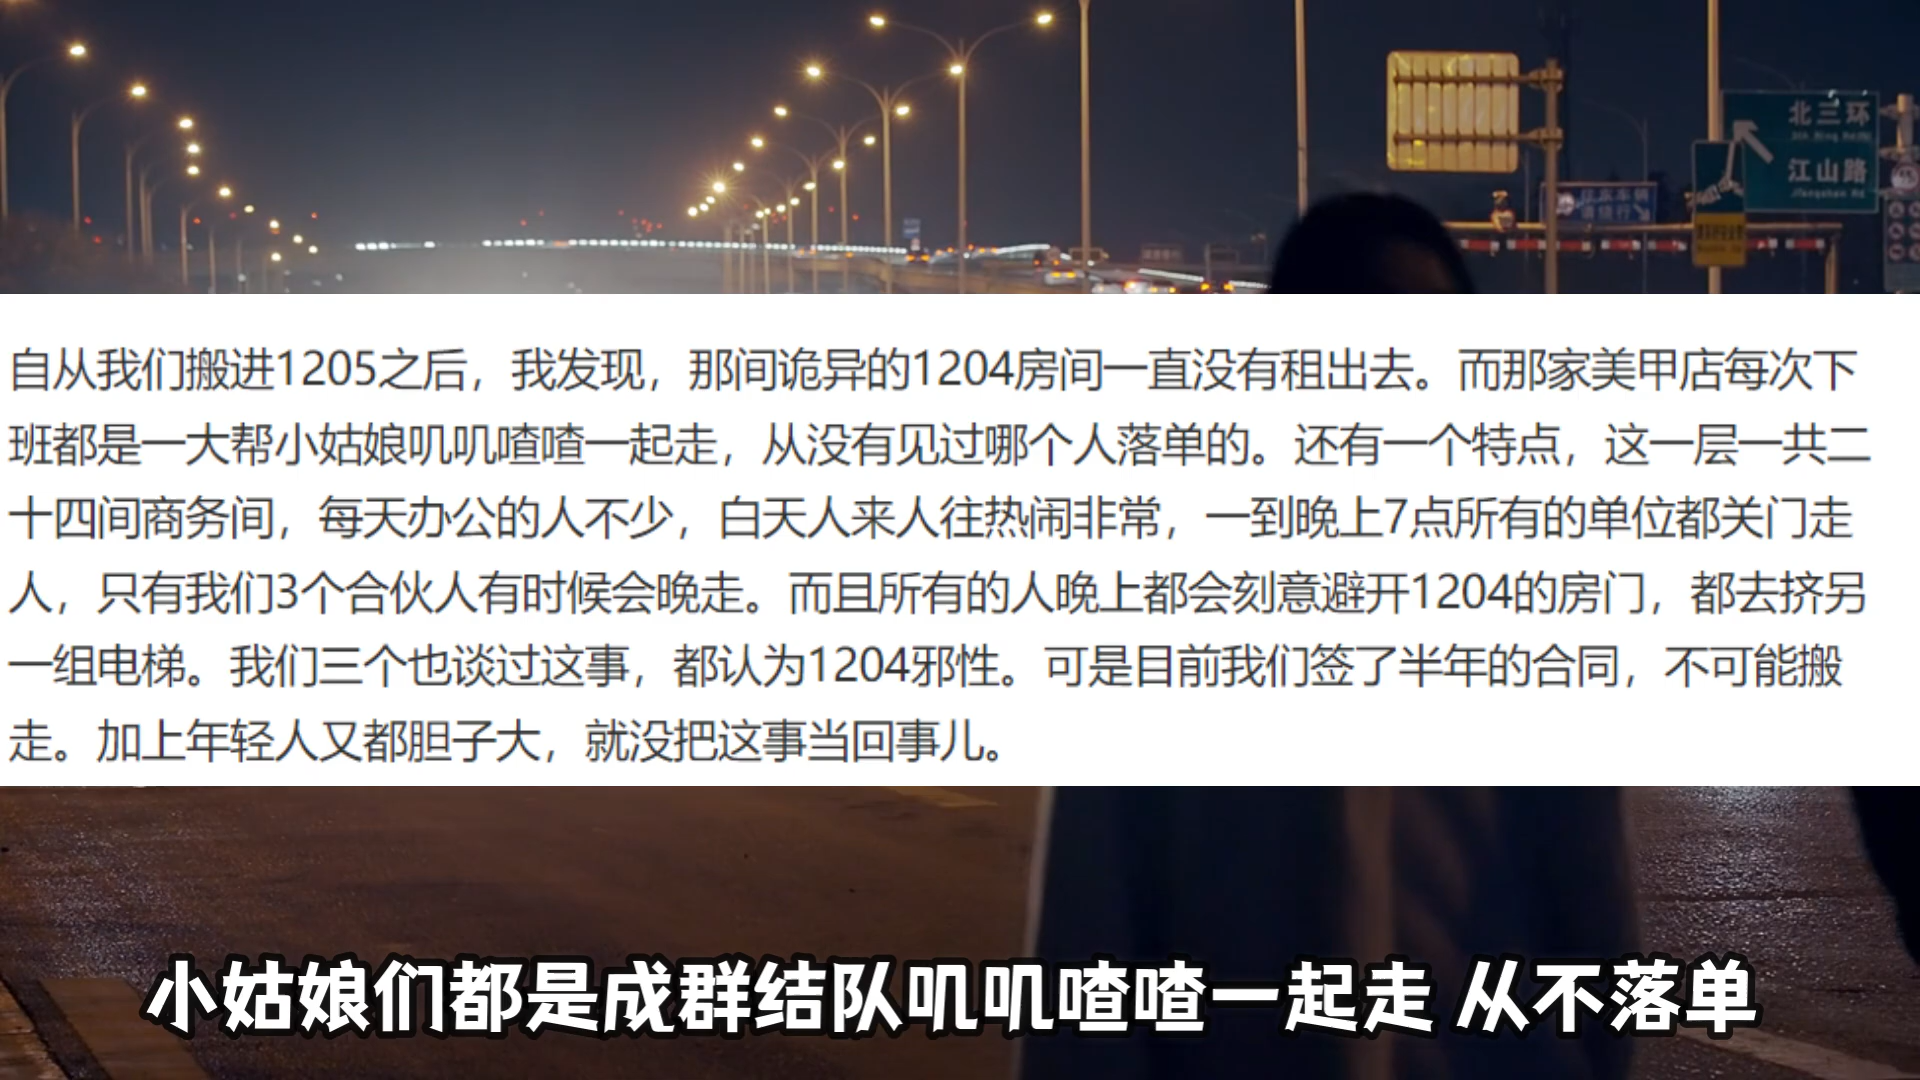 北三环
江山路
自从我们搬进1205之后，我发现，那间诡异的1204房间一直没有租出去。而那家美甲店每次下
班都是一大帮小姑娘叽叽喳喳一起走，从没有见过哪个人落单的。还有一个特点，这一层一共二
十四间商务间，每天办公的人不少，白天人来人往热闹非常，一到晚上7点所有的单位都关门走
人，只有我们3个合伙人有时候会晚走。而且所有的人晚上都会刻意避开1204的房门，都去挤另
一组电梯。我们三个也谈过这事，都认为1204邪性。可是目前我们签了半年的合同，不可能搬
走。加上年轻人又都胆子大，就没把这事当回事儿。
小姑娘们都是成群结队叽叽喳喳一起走 从不落单